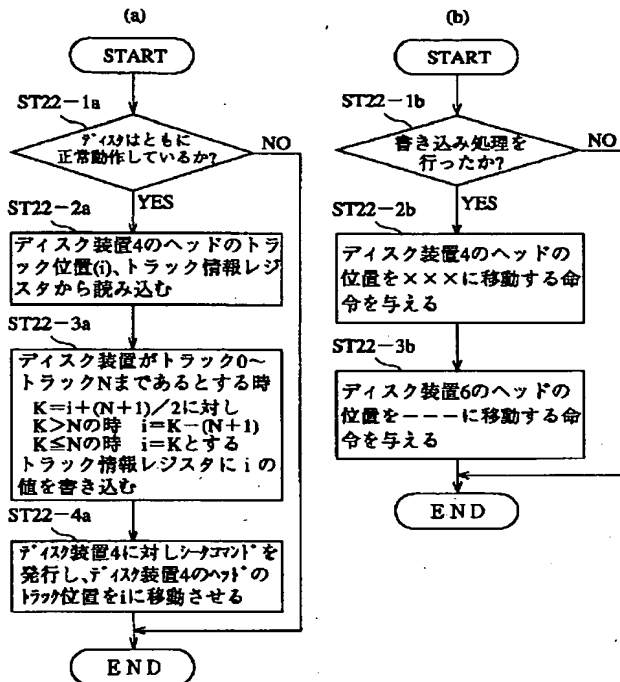 (a)
START
ST22-1a
ディスクはともに
正常動作しているか?
NO
YES
ST22-2a
ディスク装置4のヘッドのトラ
ック位置(i)、トラック情報レジ
スタから読み込む
ST22-3a
ディスク装置がトラック0~
トラックNまであるとする時
K=i+(N+1)/2に対し
K>Nの時 i=K-(N+1)
K≦Nの時 i=Kとする
トラック情報レジスタにiの
値を書き込む
ST22-4a
ディスク装置4に対しシークコマンドを
発行し、ディスク装置4のヘッドの
トラック位置をiに移動させる
END
(b)
START
ST22-1b
書き込み処理を
行ったか?
NO
YES
ST22-2b
ディスク装置4のヘッドの
位置を×××に移動する命
令を与える
ST22-3b
ディスク装置6のヘッドの
位置を---に移動する命
令を与える
END